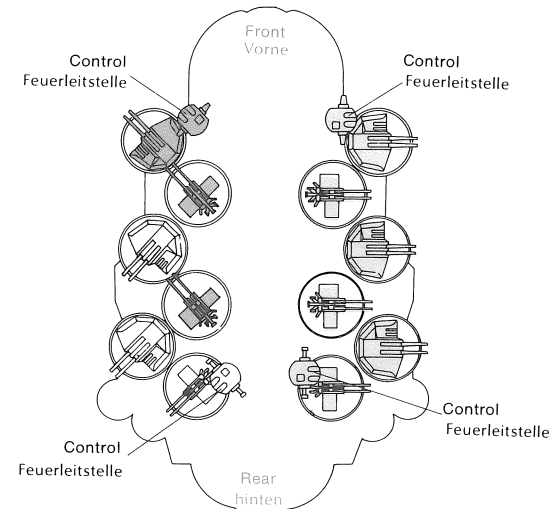 Front
Vorne
Control
Feuerleitstelle
Control
Feuerleitstelle
Control
Feuerleitstelle
Control
Feuerleitstelle
Rear
hinten